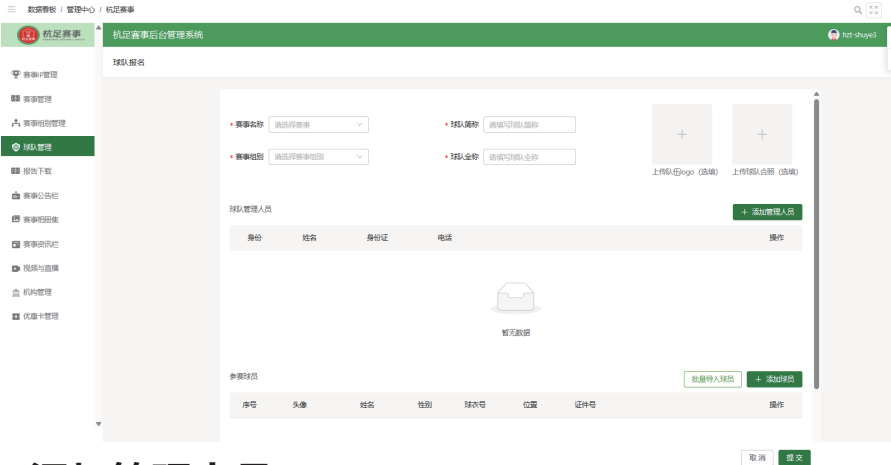 数据看板 / 管理中心 / 杭足赛事
杭足赛事
杭足赛事后台管理系统
hzt-shuye3
球队报名
赛事IP管理
赛事管理
赛事组别管理
球队管理
报告下载
赛事公告栏
赛事相册集
赛事资讯栏
视频与直播
机构管理
优惠卡管理
* 赛事名称 请选择赛事
* 球队简称 请填写球队简称
* 赛事组别 请选择赛事组别
* 球队全称 请填写球队全称
上传队伍logo（选填）
上传球队合照（选填）
球队管理人员
+ 添加管理人员
身份 姓名 身份证 电话 操作
暂无数据
参赛球员
批量导入球员
+ 添加球员
序号 头像 姓名 性别 球衣号 位置 证件号 操作
取消 提交